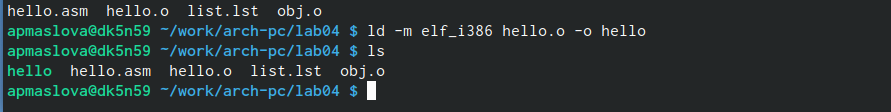 hello.asm  hello.o  list.lst  obj.o
apmaslova@dk5n59 ~/work/arch-pc/lab04 $ ld -m elf_i386 hello.o -o hello
apmaslova@dk5n59 ~/work/arch-pc/lab04 $ ls
hello  hello.asm  hello.o  list.lst  obj.o
apmaslova@dk5n59 ~/work/arch-pc/lab04 $